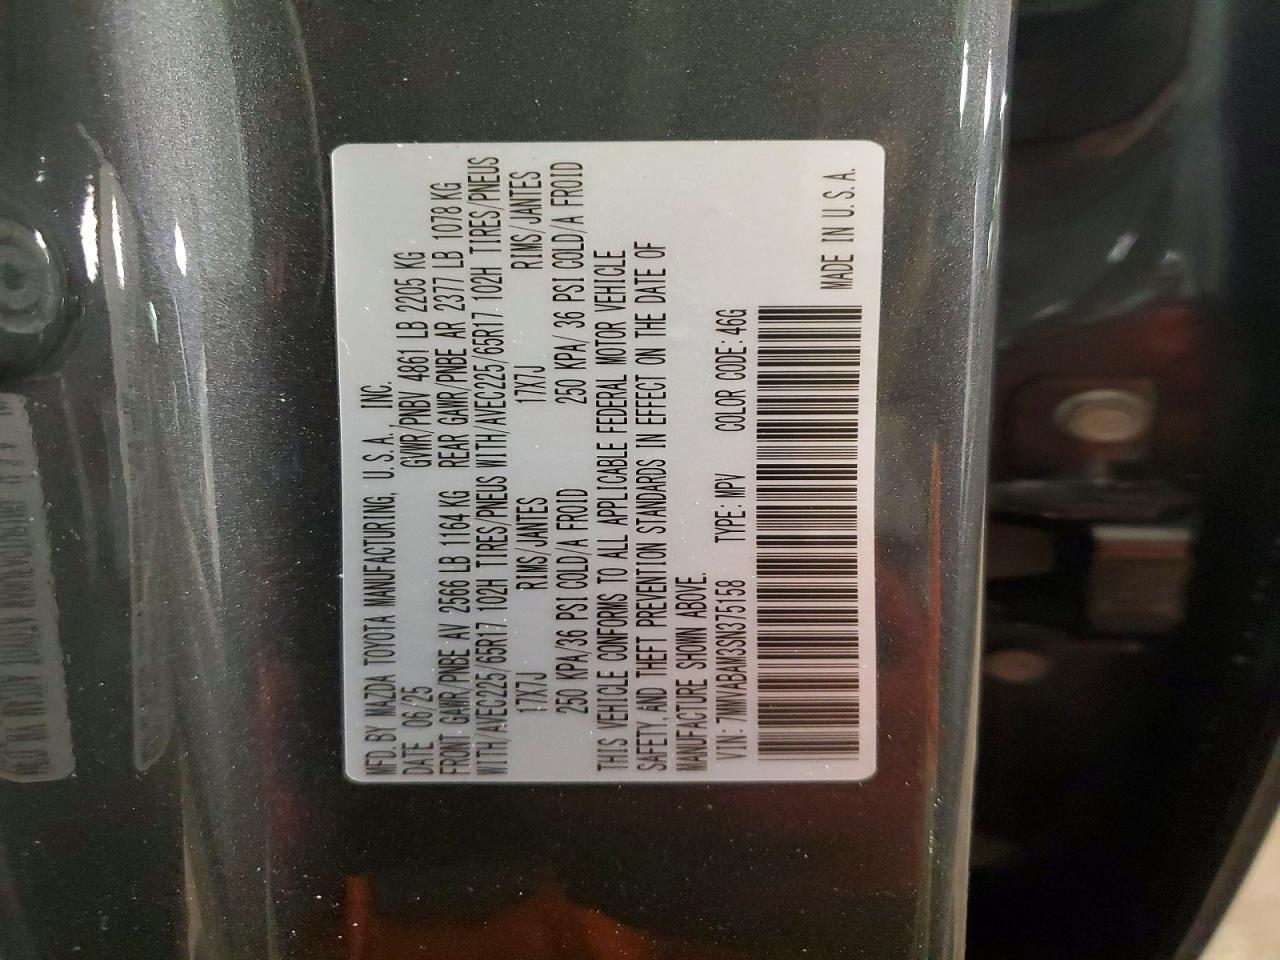 MFD. BY MAZDA TOYOTA MANUFACTURING, U.S.A., INC.
DATE 06/25 GVWR/PNBV 4861 LB 2205 KG
FRONT GAWR/PNBE AV 2566 LB 1164 KG REAR GAWR/PNBE AR 2377 LB 1078 KG
WITH/AVEC225/65R17 102H TIRES/PNEUS WITH/AVEC225/65R17 102H TIRES/PNEUS
17X7J RIMS/JANTES 17X7J RIMS/JANTES
250 KPA/36 PSI COLD/A FROID 250 KPA/ 36 PSI COLD/A FROID
THIS VEHICLE CONFORMS TO ALL APPLICABLE FEDERAL MOTOR VEHICLE
SAFETY, AND THEFT PREVENTION STANDARDS IN EFFECT ON THE DATE OF
MANUFACTURE SHOWN ABOVE.
VIN: 7MMVABAM3SN375158 TYPE: MPV COLOR CODE: 46G
MADE IN U.S.A.